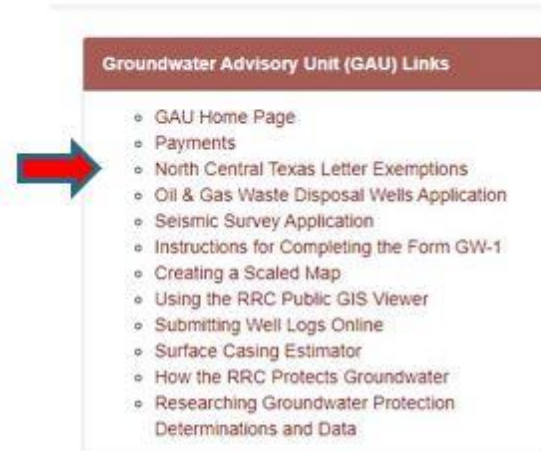 Groundwater Advisory Unit (GAU) Links
GAU Home Page
Payments
North Central Texas Letter Exemptions
Oil & Gas Waste Disposal Wells Application
Seismic Survey Application
Instructions for Completing the Form GW-1
Creating a Scaled Map
Using the RRC Public GIS Viewer
Submitting Well Logs Online
Surface Casing Estimator
How the RRC Protects Groundwater
Researching Groundwater Protection
Determinations and Data